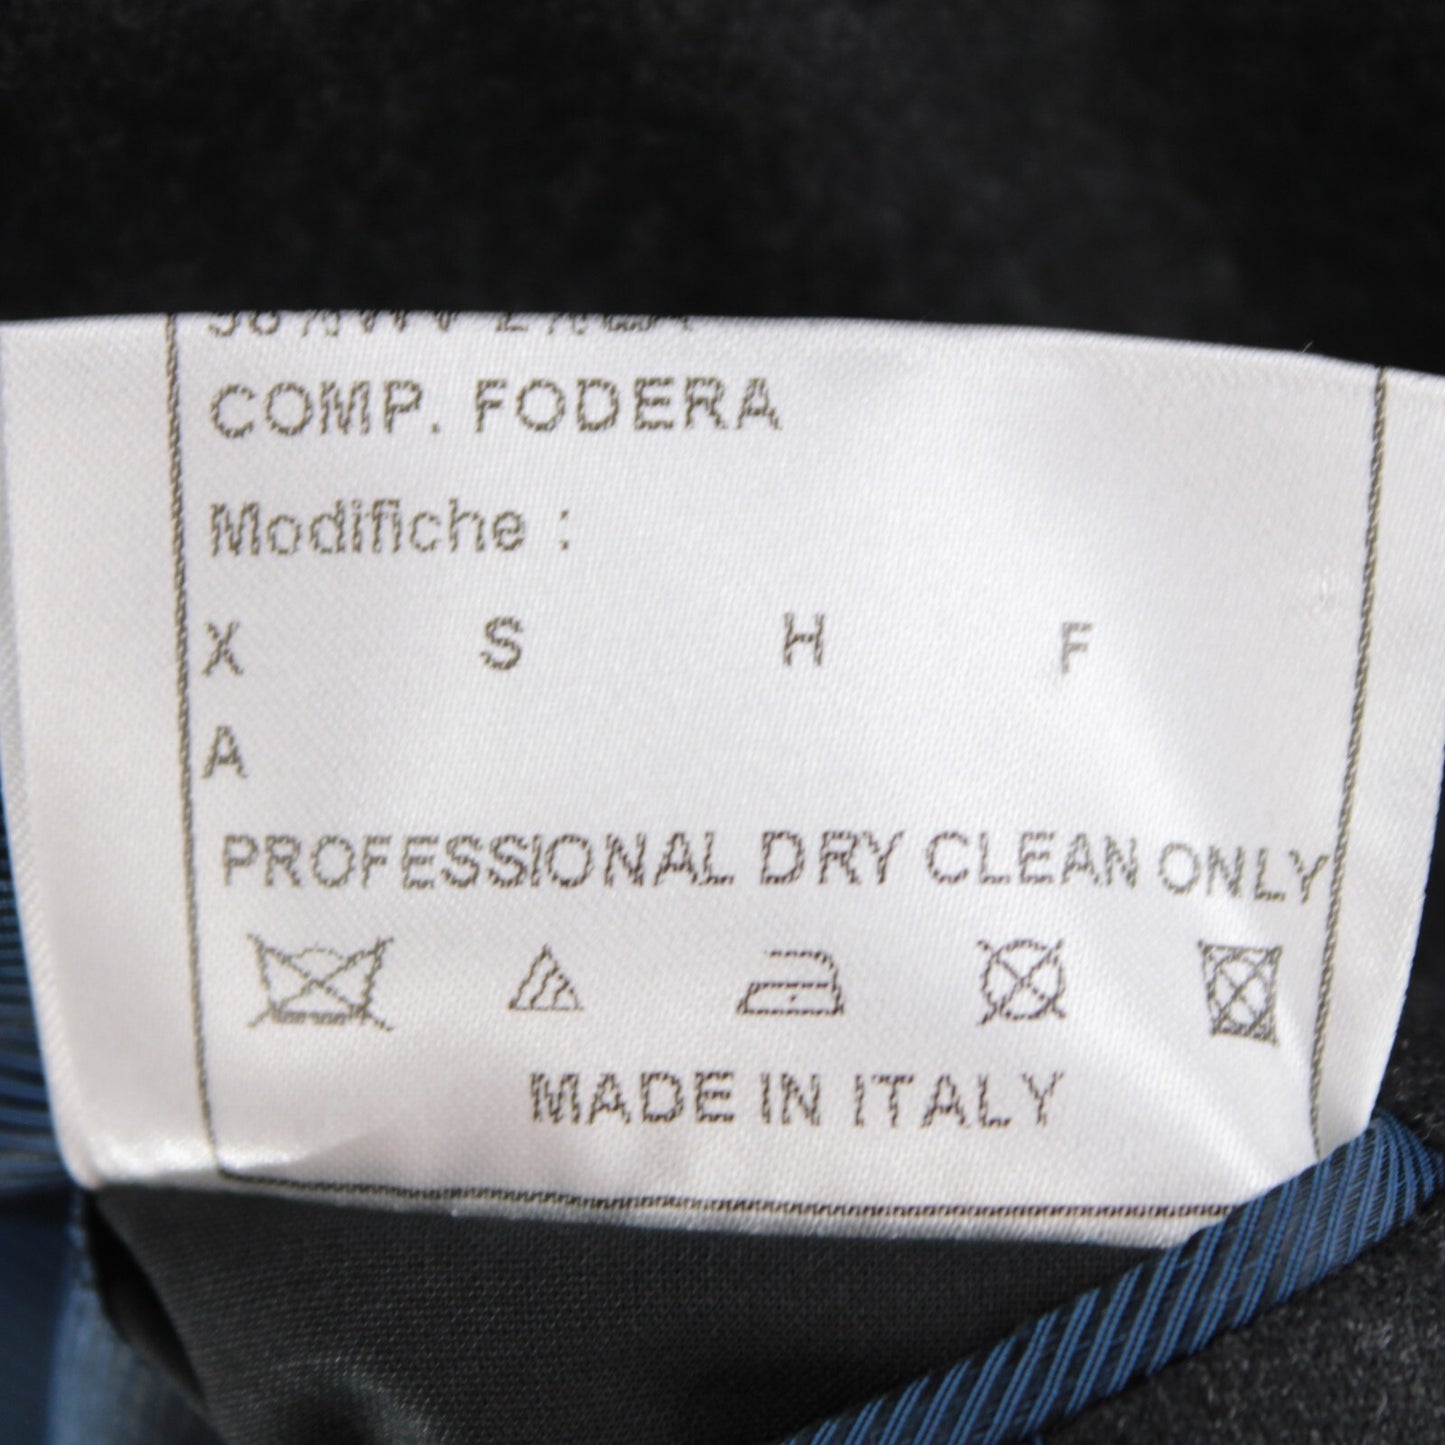 COMP. FODERA
Modifiche :
X S H F
A
PROFESSIONAL DRY CLEAN ONLY
MADE IN ITALY